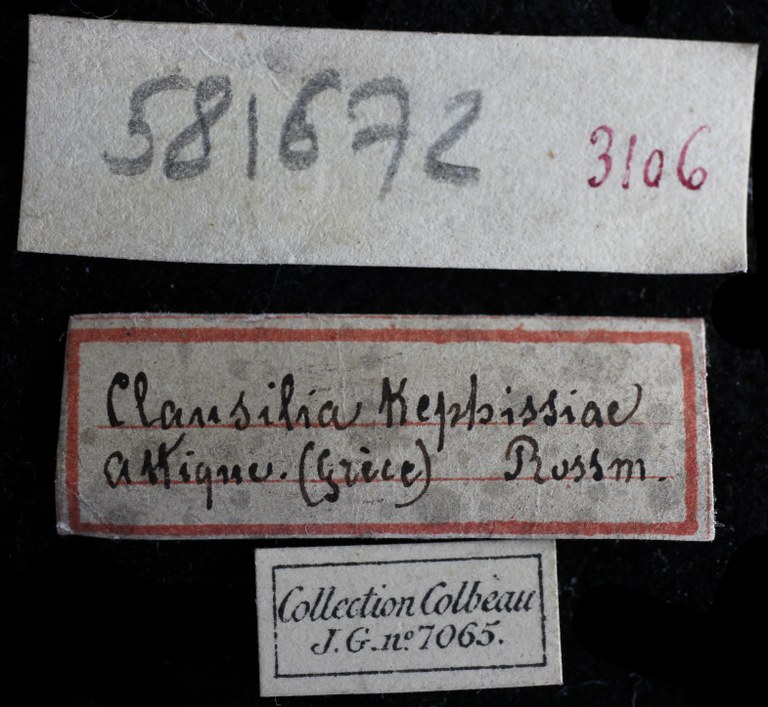 581672 3106
Clausilia Kephissiae
attique. (Grèce) Rossm.
Collection Colbeau
J.G. nº 7065.